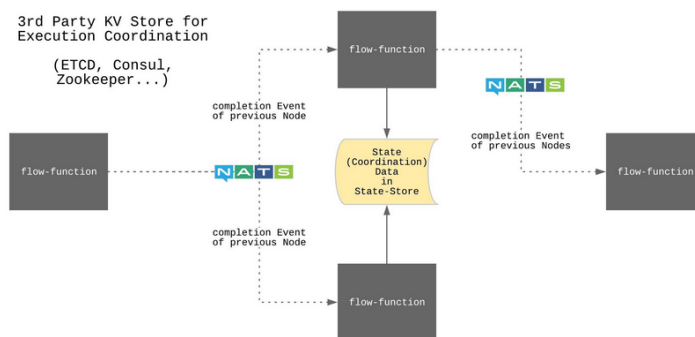 3rd Party KV Store for
Execution Coordination
(ETCD, Consul,
Zookeeper...)
flow-function
NATS
completion Event
of previous Node
completion Event
of previous Node
flow-function
State
(Coordination)
Data
in
State-Store
flow-function
NATS
completion Event
of previous Nodes
flow-function